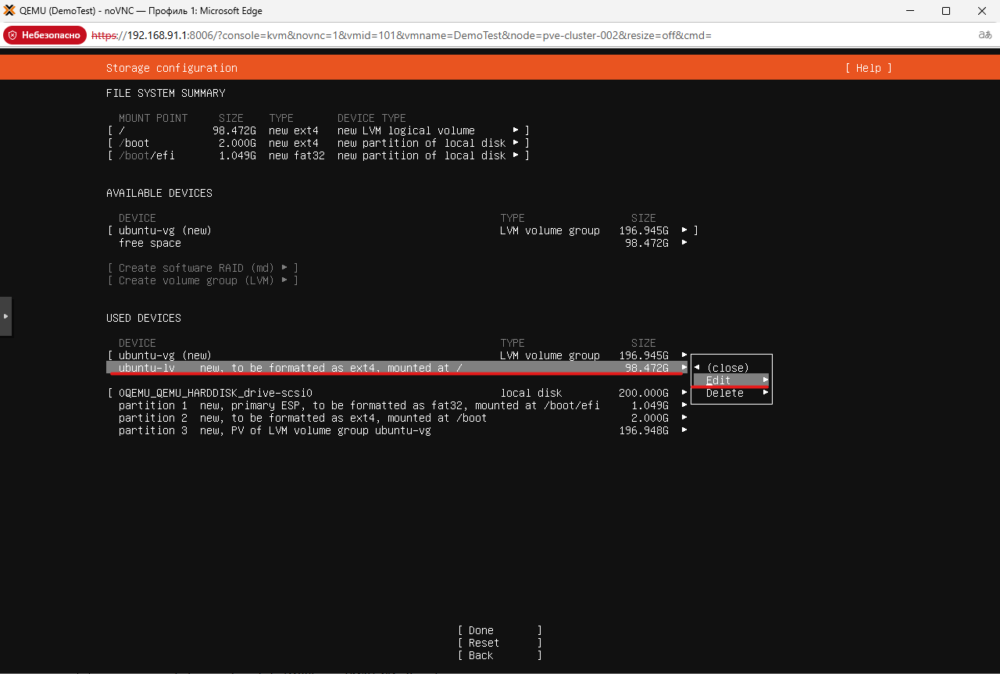 QEMU (DemoTest) - noVNC — Профиль 1: Microsoft Edge
Небезопасно https://192.168.91.1:8006/?console=kvm&novnc=1&vmid=101&vmname=DemoTest&node=pve-cluster-002&resize=off&cmd= aあ
Storage configuration [ Help ]
FILE SYSTEM SUMMARY
MOUNT POINT SIZE TYPE DEVICE TYPE
[ / 98.472G new ext4 new LVM logical volume ▸ ]
[ /boot 2.000G new ext4 new partition of local disk ▸ ]
[ /boot/efi 1.049G new fat32 new partition of local disk ▸ ]
AVAILABLE DEVICES
DEVICE TYPE SIZE
[ ubuntu-vg (new) LVM volume group 196.945G ▸ ]
free space 98.472G ▸
[ Create software RAID (md) ▸ ]
[ Create volume group (LVM) ▸ ]
USED DEVICES
DEVICE TYPE SIZE
[ ubuntu-vg (new) LVM volume group 196.945G ▸
ubuntu-lv new, to be formatted as ext4, mounted at / 98.472G ▸ ◂ (close)
Edit ▸
[ 0QEMU_QEMU_HARDDISK_drive-scsi0 local disk 200.000G ▸ Delete ▸
partition 1 new, primary ESP, to be formatted as fat32, mounted at /boot/efi 1.049G ▸
partition 2 new, to be formatted as ext4, mounted at /boot 2.000G ▸
partition 3 new, PV of LVM volume group ubuntu-vg 196.948G ▸
[ Done ]
[ Reset ]
[ Back ]